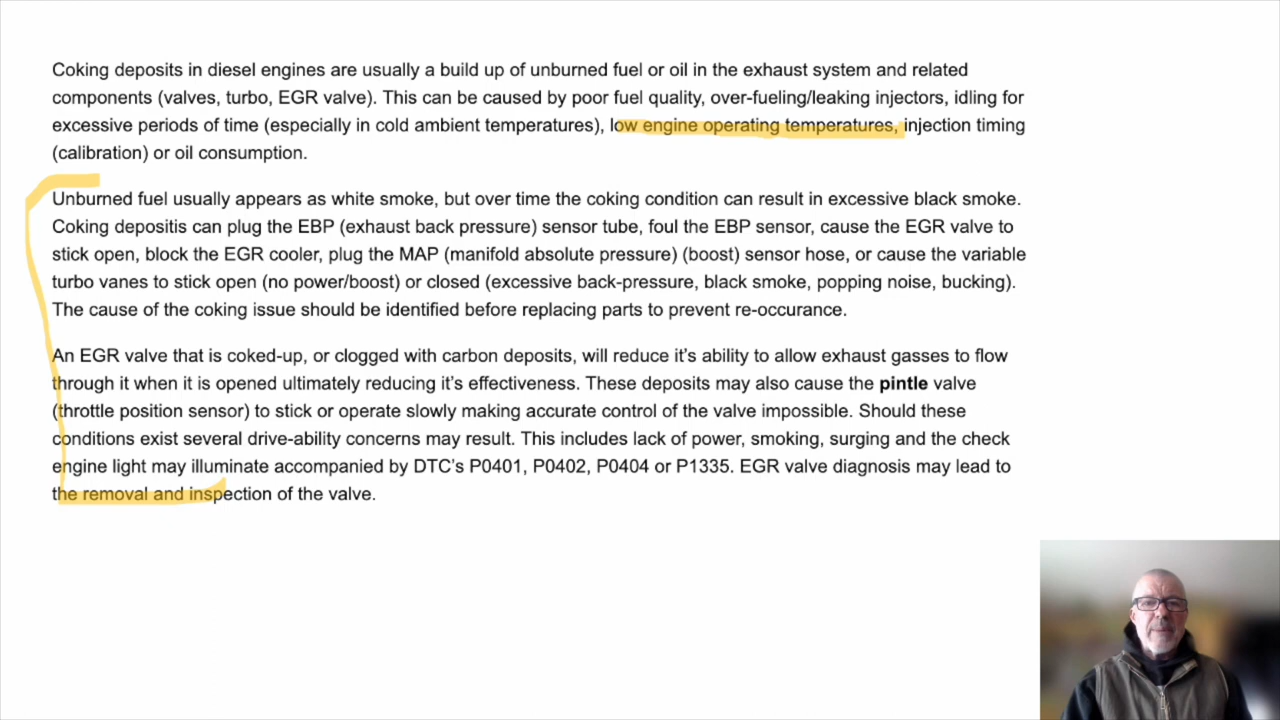 Coking deposits in diesel engines are usually a build up of unburned fuel or oil in the exhaust system and related
components (valves, turbo, EGR valve). This can be caused by poor fuel quality, over-fueling/leaking injectors, idling for
excessive periods of time (especially in cold ambient temperatures), low engine operating temperatures, injection timing
(calibration) or oil consumption.
Unburned fuel usually appears as white smoke, but over time the coking condition can result in excessive black smoke.
Coking depositis can plug the EBP (exhaust back pressure) sensor tube, foul the EBP sensor, cause the EGR valve to
stick open, block the EGR cooler, plug the MAP (manifold absolute pressure) (boost) sensor hose, or cause the variable
turbo vanes to stick open (no power/boost) or closed (excessive back-pressure, black smoke, popping noise, bucking).
The cause of the coking issue should be identified before replacing parts to prevent re-occurance.
An EGR valve that is coked-up, or clogged with carbon deposits, will reduce it's ability to allow exhaust gasses to flow
through it when it is opened ultimately reducing it's effectiveness. These deposits may also cause the pintle valve
(throttle position sensor) to stick or operate slowly making accurate control of the valve impossible. Should these
conditions exist several drive-ability concerns may result. This includes lack of power, smoking, surging and the check
engine light may illuminate accompanied by DTC's P0401, P0402, P0404 or P1335. EGR valve diagnosis may lead to
the removal and inspection of the valve.